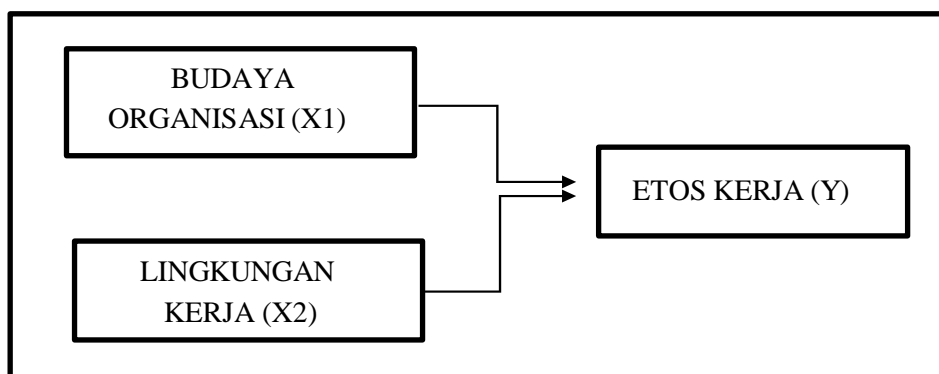 BUDAYA
ORGANISASI (X1)
ETOS KERJA (Y)
LINGKUNGAN
KERJA (X2)